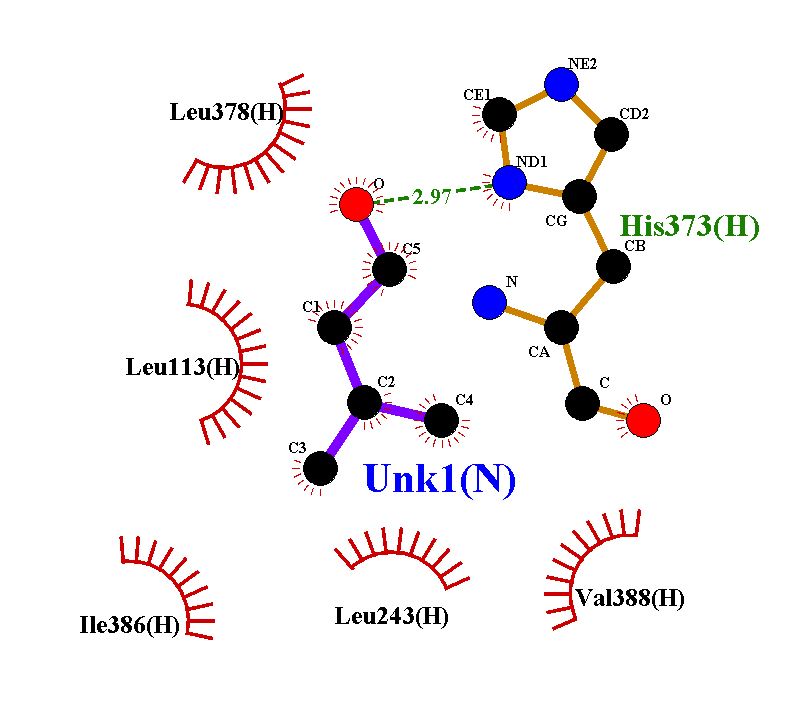 NE2
CE1
Leu378(H)
CD2
ND1
O
2.97
CG
His373(H)
CB
C5
N
C1
CA
Leu113(H)
C2
C
C4
O
C3
Unk1(N)
Val388(H)
Leu243(H)
Ile386(H)